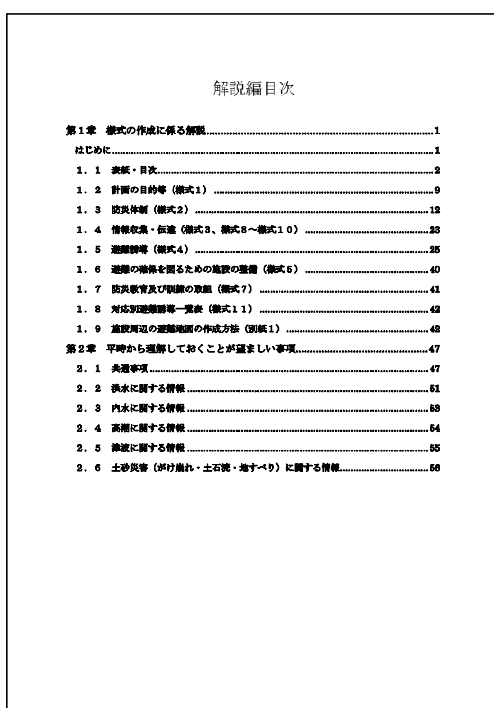 解説編目次
第１章　様式の作成に係る解説........................................1
はじめに........................................1
１．１　表紙・目次........................................2
１．２　計画の目的等（様式１）........................................9
１．３　防災体制（様式２）........................................12
１．４　情報収集・伝達（様式３、様式８～様式１０）........................................23
１．５　避難誘導（様式４）........................................25
１．６　避難の確保を図るための施設の整備（様式５）........................................40
１．７　防災教育及び訓練の取組（様式７）........................................41
１．８　対応別避難誘導一覧表（様式１１）........................................42
１．９　施設周辺の避難地図の作成方法（別紙１）........................................42
第２章　平時から理解しておくことが望ましい事項........................................47
２．１　共通事項........................................47
２．２　洪水に関する情報........................................51
２．３　内水に関する情報........................................53
２．４　高潮に関する情報........................................54
２．５　津波に関する情報........................................55
２．６　土砂災害（がけ崩れ・土石流・地すべり）に関する情報........................................56